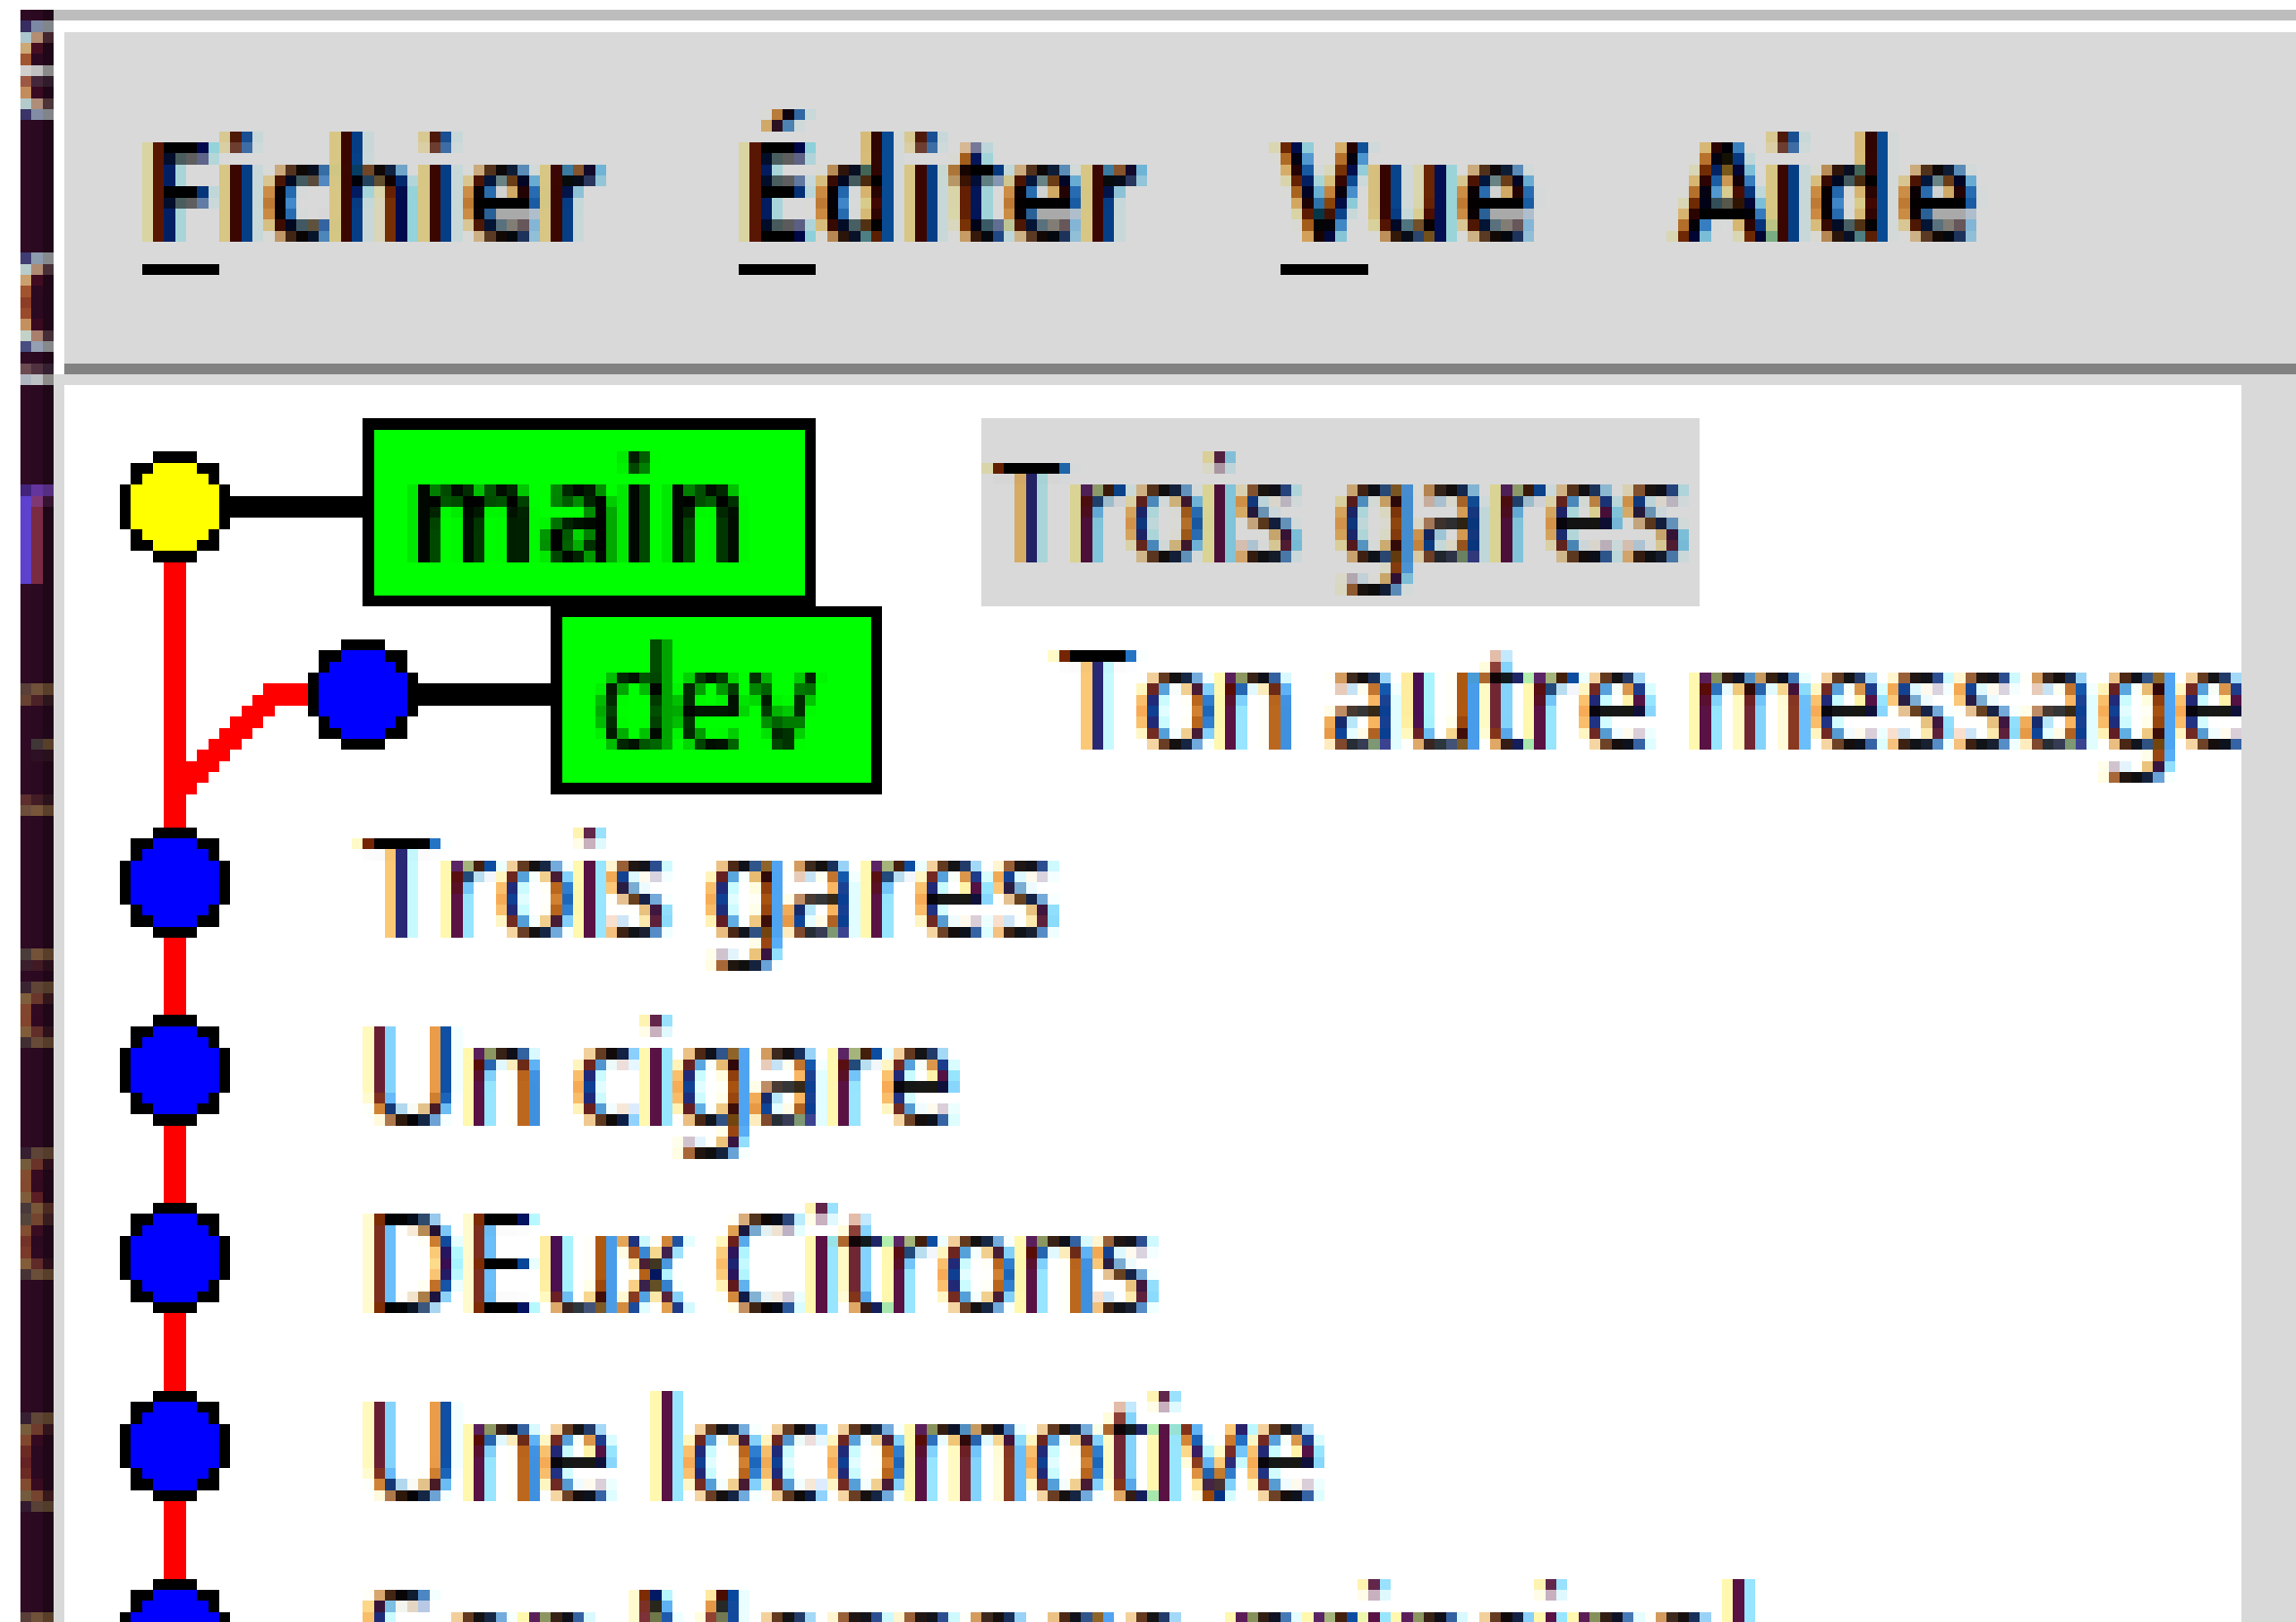 Fichier Éditer Vue Aide
main Trois gares
dev Ton autre message
Trois gares
Un cigare
DEux Citrons
Une locomotive